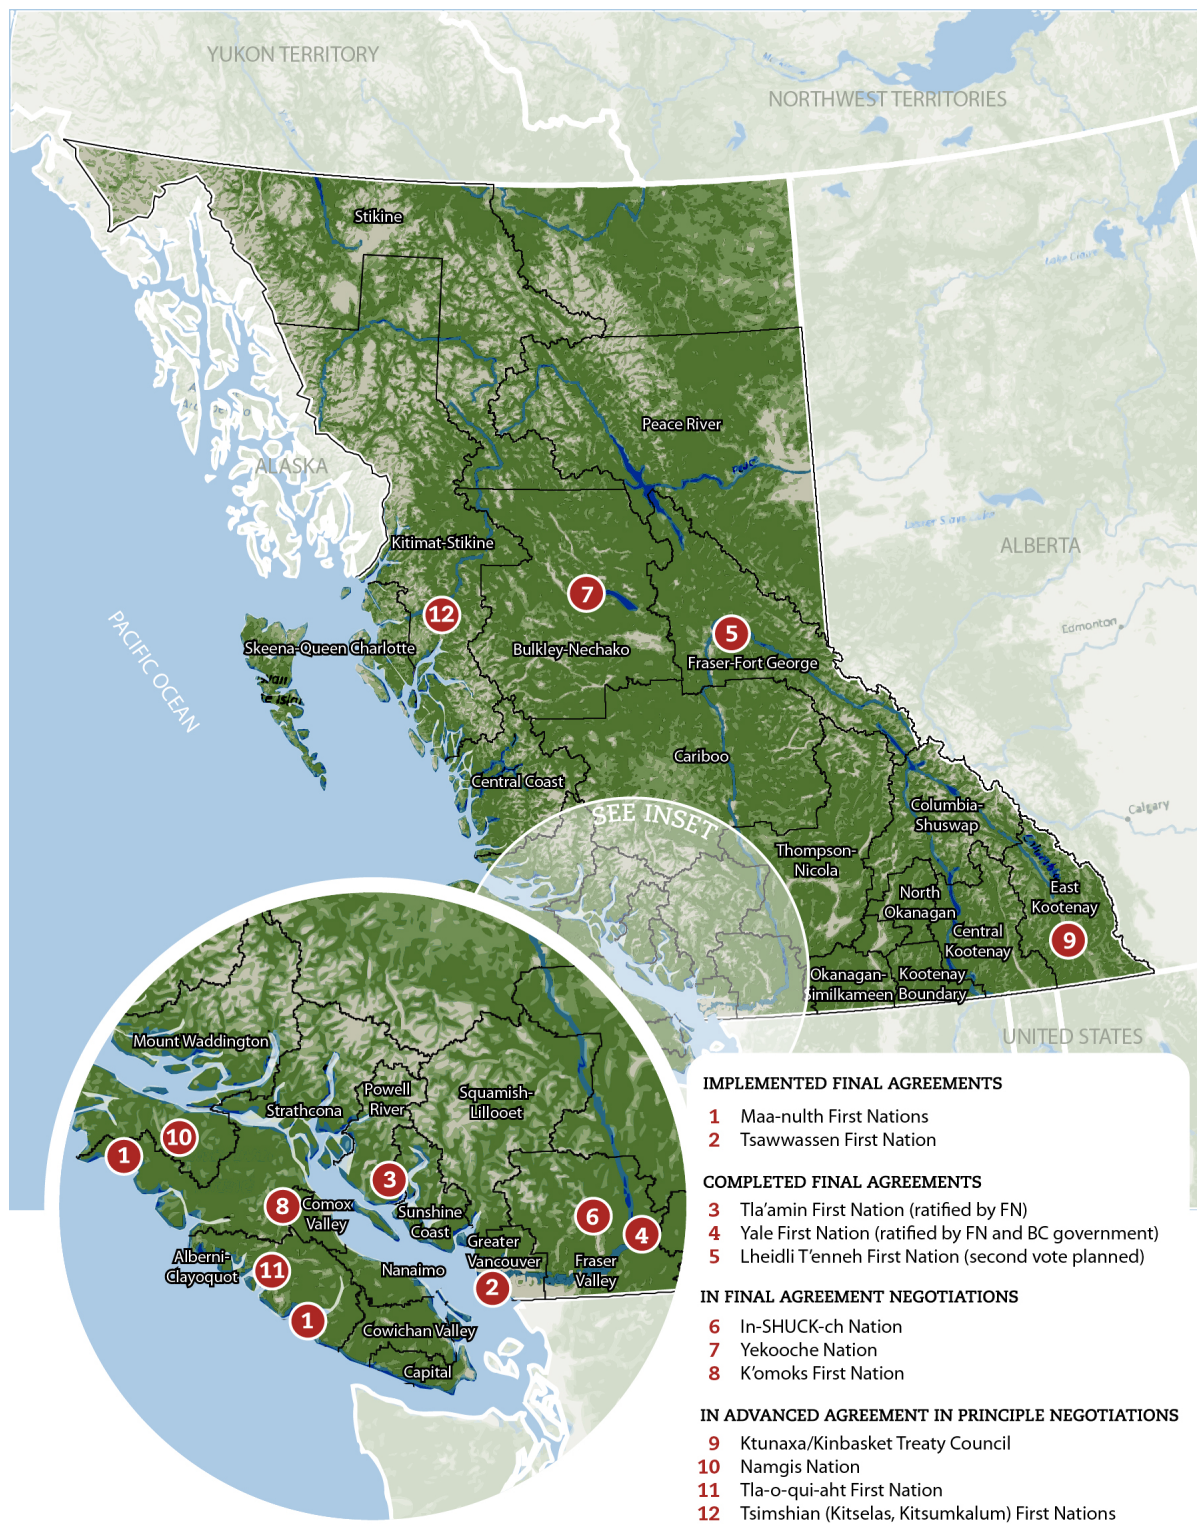 YUKON TERRITORY
NORTHWEST TERRITORIES
Stikine
ALASKA
Peace River
Peace
ALBERTA
Kitimat-Stikine
PACIFIC OCEAN
12
7
5
Edmonton
Skeena-Queen Charlotte
Bulkley-Nechako
Fraser-Fort George
Cariboo
Central Coast
Calgary
SEE INSET
Columbia-
Shuswap
Thompson-
Nicola
Columbia
North
Okanagan
East
Kootenay
Central
Kootenay
9
Okanagan-
Similkameen
Kootenay
Boundary
UNITED STATES
Mount Waddington
Strathcona
Powell
River
Squamish-
Lillooet
10
1
3
8
Comox
Valley
Sunshine
Coast
6
4
Greater
Vancouver
Fraser
Valley
Alberni-
Clayoquot
11
Nanaimo
2
1
Cowichan Valley
Capital
IMPLEMENTED FINAL AGREEMENTS
1 Maa-nulth First Nations
2 Tsawwassen First Nation
COMPLETED FINAL AGREEMENTS
3 Tla’amin First Nation (ratified by FN)
4 Yale First Nation (ratified by FN and BC government)
5 Lheidli T’enneh First Nation (second vote planned)
IN FINAL AGREEMENT NEGOTIATIONS
6 In-SHUCK-ch Nation
7 Yekooche Nation
8 K’omoks First Nation
IN ADVANCED AGREEMENT IN PRINCIPLE NEGOTIATIONS
9 Ktunaxa/Kinbasket Treaty Council
10 Namgis Nation
11 Tla-o-qui-aht First Nation
12 Tsimshian (Kitselas, Kitsumkalum) First Nations